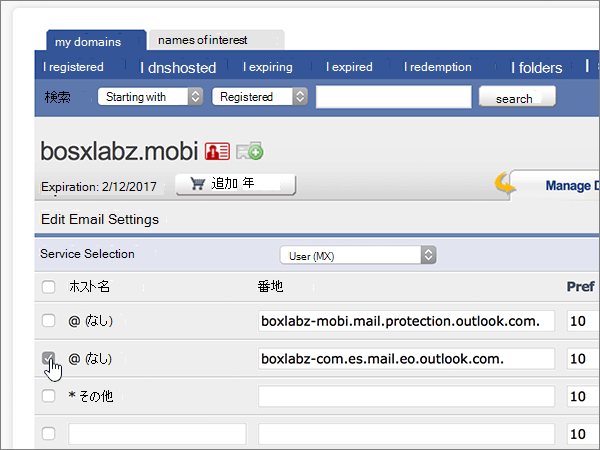 my domains names of interest
I registered I dnshosted I expiring I expired I redemption I folders
検索 Starting with Registered search
bosxlabz.mobi
Expiration: 2/12/2017 追加 年 Manage D
Edit Email Settings
Service Selection User (MX)
ホスト名 番地 Pref
@ (なし) boxlabz-mobi.mail.protection.outlook.com. 10
@ (なし) boxlabz-com.es.mail.eo.outlook.com. 10
* その他 10
10